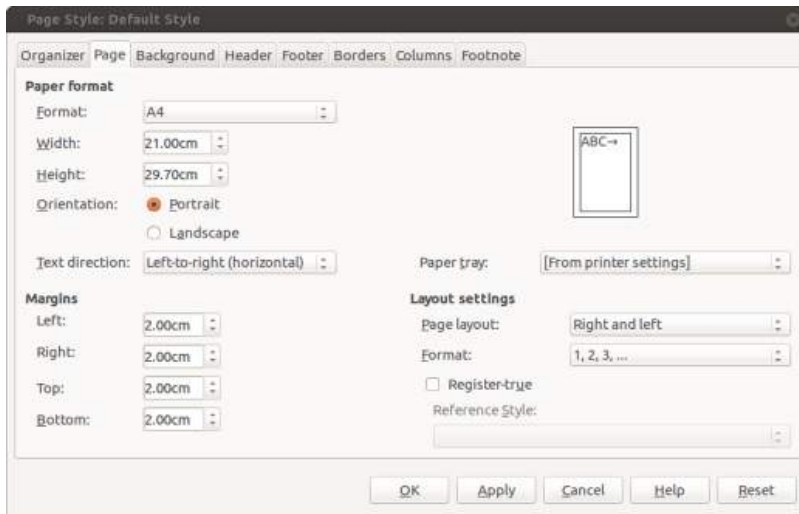 Page Style: Default Style
Organizer Page Background Header Footer Borders Columns Footnote
Paper format
Format: A4
Width: 21.00cm
Height: 29.70cm
Orientation: Portrait
Landscape
ABC→
Text direction: Left-to-right (horizontal)
Paper tray: [From printer settings]
Margins
Left: 2.00cm
Right: 2.00cm
Top: 2.00cm
Bottom: 2.00cm
Layout settings
Page layout: Right and left
Format: 1, 2, 3, ...
Register-true
Reference Style:
OK Apply Cancel Help Reset